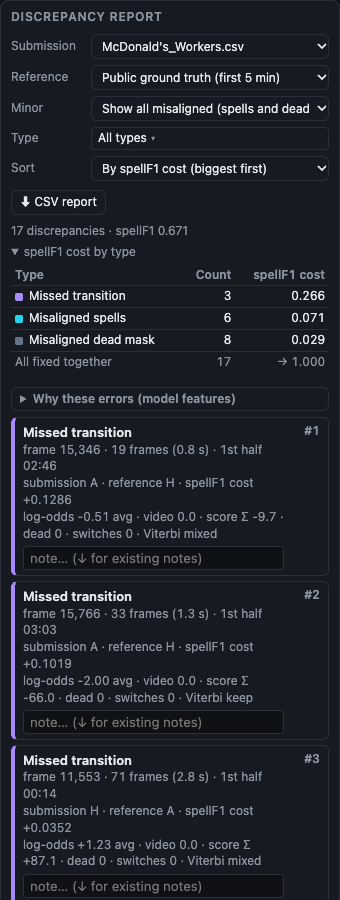 DISCREPANCY REPORT
Submission McDonald's_Workers.csv
Reference Public ground truth (first 5 min)
Minor Show all misaligned (spells and dead
Type All types ▾
Sort By spellF1 cost (biggest first)
⬇ CSV report
17 discrepancies · spellF1 0.671
▼ spellF1 cost by type
Type Count spellF1 cost
Missed transition 3 0.266
Misaligned spells 6 0.071
Misaligned dead mask 8 0.029
All fixed together 17 → 1.000
▶ Why these errors (model features)
Missed transition #1
frame 15,346 · 19 frames (0.8 s) · 1st half
02:46
submission A · reference H · spellF1 cost
+0.1286
log-odds -0.51 avg · video 0.0 · score Σ -9.7 ·
dead 0 · switches 0 · Viterbi mixed
note... (↓ for existing notes)
Missed transition #2
frame 15,766 · 33 frames (1.3 s) · 1st half
03:03
submission A · reference H · spellF1 cost
+0.1019
log-odds -2.00 avg · video 0.0 · score Σ
-66.0 · dead 0 · switches 0 · Viterbi keep
note... (↓ for existing notes)
Missed transition #3
frame 11,553 · 71 frames (2.8 s) · 1st half
00:14
submission H · reference A · spellF1 cost
+0.0352
log-odds +1.23 avg · video 0.0 · score Σ
+87.1 · dead 0 · switches 0 · Viterbi mixed
note... (↓ for existing notes)